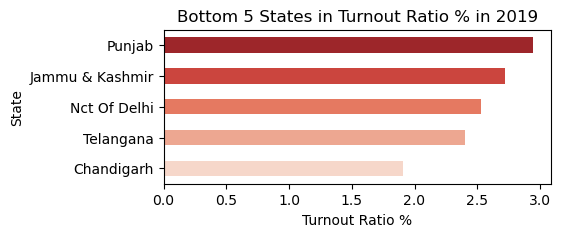 Bottom 5 States in Turnout Ratio % in 2019
State
Punjab
Jammu & Kashmir
Nct Of Delhi
Telangana
Chandigarh
0.0 0.5 1.0 1.5 2.0 2.5 3.0
Turnout Ratio %